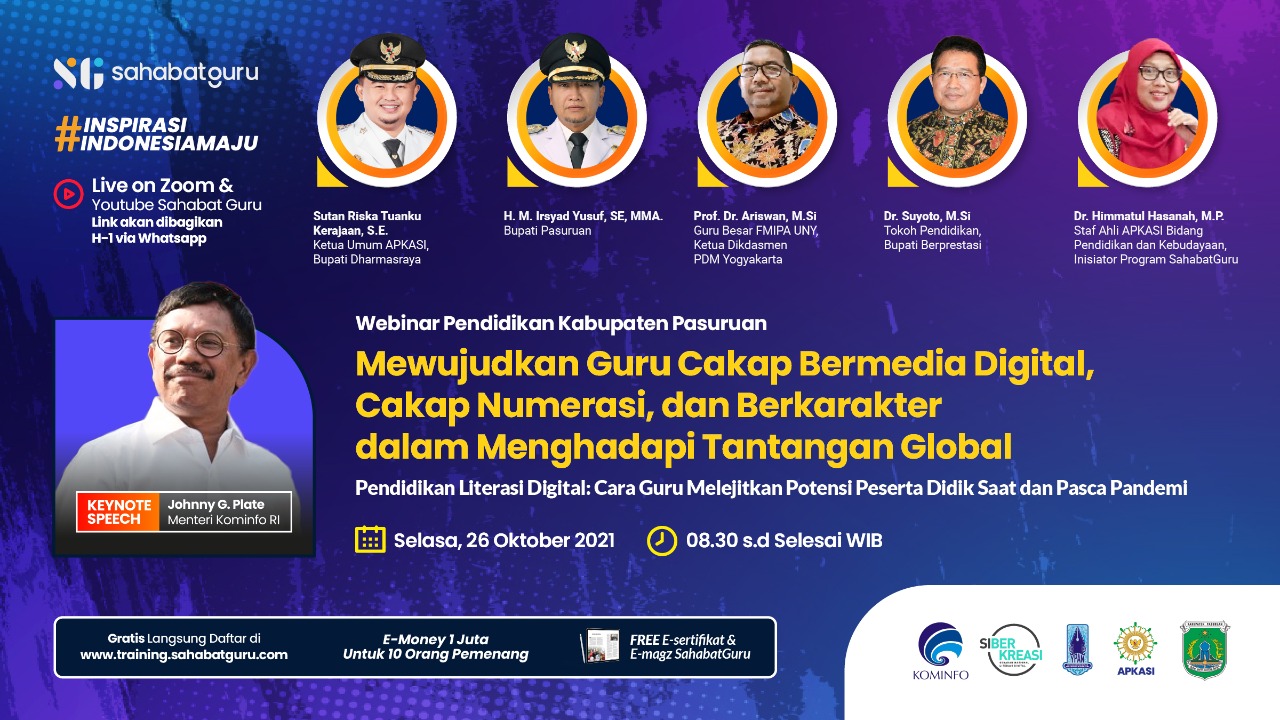 sahabatguru
#INSPIRASI
INDONESIAMAJU
Live on Zoom &
Youtube Sahabat Guru
Link akan dibagikan
H-1 via Whatsapp
Sutan Riska Tuanku
Kerajaan, S.E.
Ketua Umum APKASI,
Bupati Dharmasraya
H. M. Irsyad Yusuf, SE, MMA.
Bupati Pasuruan
Prof. Dr. Ariswan, M.Si
Guru Besar FMIPA UNY,
Ketua Dikdasmen
PDM Yogyakarta
Dr. Suyoto, M.Si
Tokoh Pendidikan,
Bupati Berprestasi
Dr. Himmatul Hasanah, M.P.
Staf Ahli APKASI Bidang
Pendidikan dan Kebudayaan,
Inisiator Program SahabatGuru
KEYNOTE
SPEECH
Johnny G. Plate
Menteri Kominfo RI
Webinar Pendidikan Kabupaten Pasuruan
Mewujudkan Guru Cakap Bermedia Digital,
Cakap Numerasi, dan Berkarakter
dalam Menghadapi Tantangan Global
Pendidikan Literasi Digital: Cara Guru Melejitkan Potensi Peserta Didik Saat dan Pasca Pandemi
Selasa, 26 Oktober 2021
08.30 s.d Selesai WIB
Gratis Langsung Daftar di
www.training.sahabatguru.com
E-Money 1 Juta
Untuk 10 Orang Pemenang
FREE E-sertifikat &
E-magz SahabatGuru
KOMINFO
SIBER
KREASI
APKASI